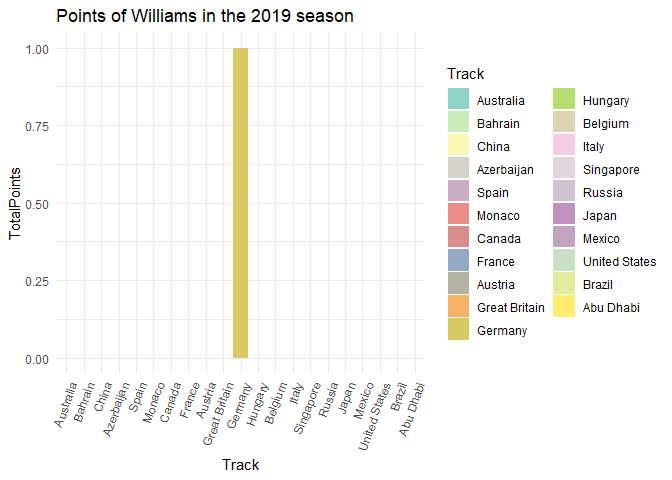 Points of Williams in the 2019 season
1.00
0.75
0.50
0.25
0.00
TotalPoints
Australia
Bahrain
China
Azerbaijan
Spain
Monaco
Canada
France
Austria
Great Britain
Germany
Hungary
Belgium
Italy
Singapore
Russia
Japan
Mexico
United States
Brazil
Abu Dhabi
Track
Track
Australia
Bahrain
China
Azerbaijan
Spain
Monaco
Canada
France
Austria
Great Britain
Germany
Hungary
Belgium
Italy
Singapore
Russia
Japan
Mexico
United States
Brazil
Abu Dhabi